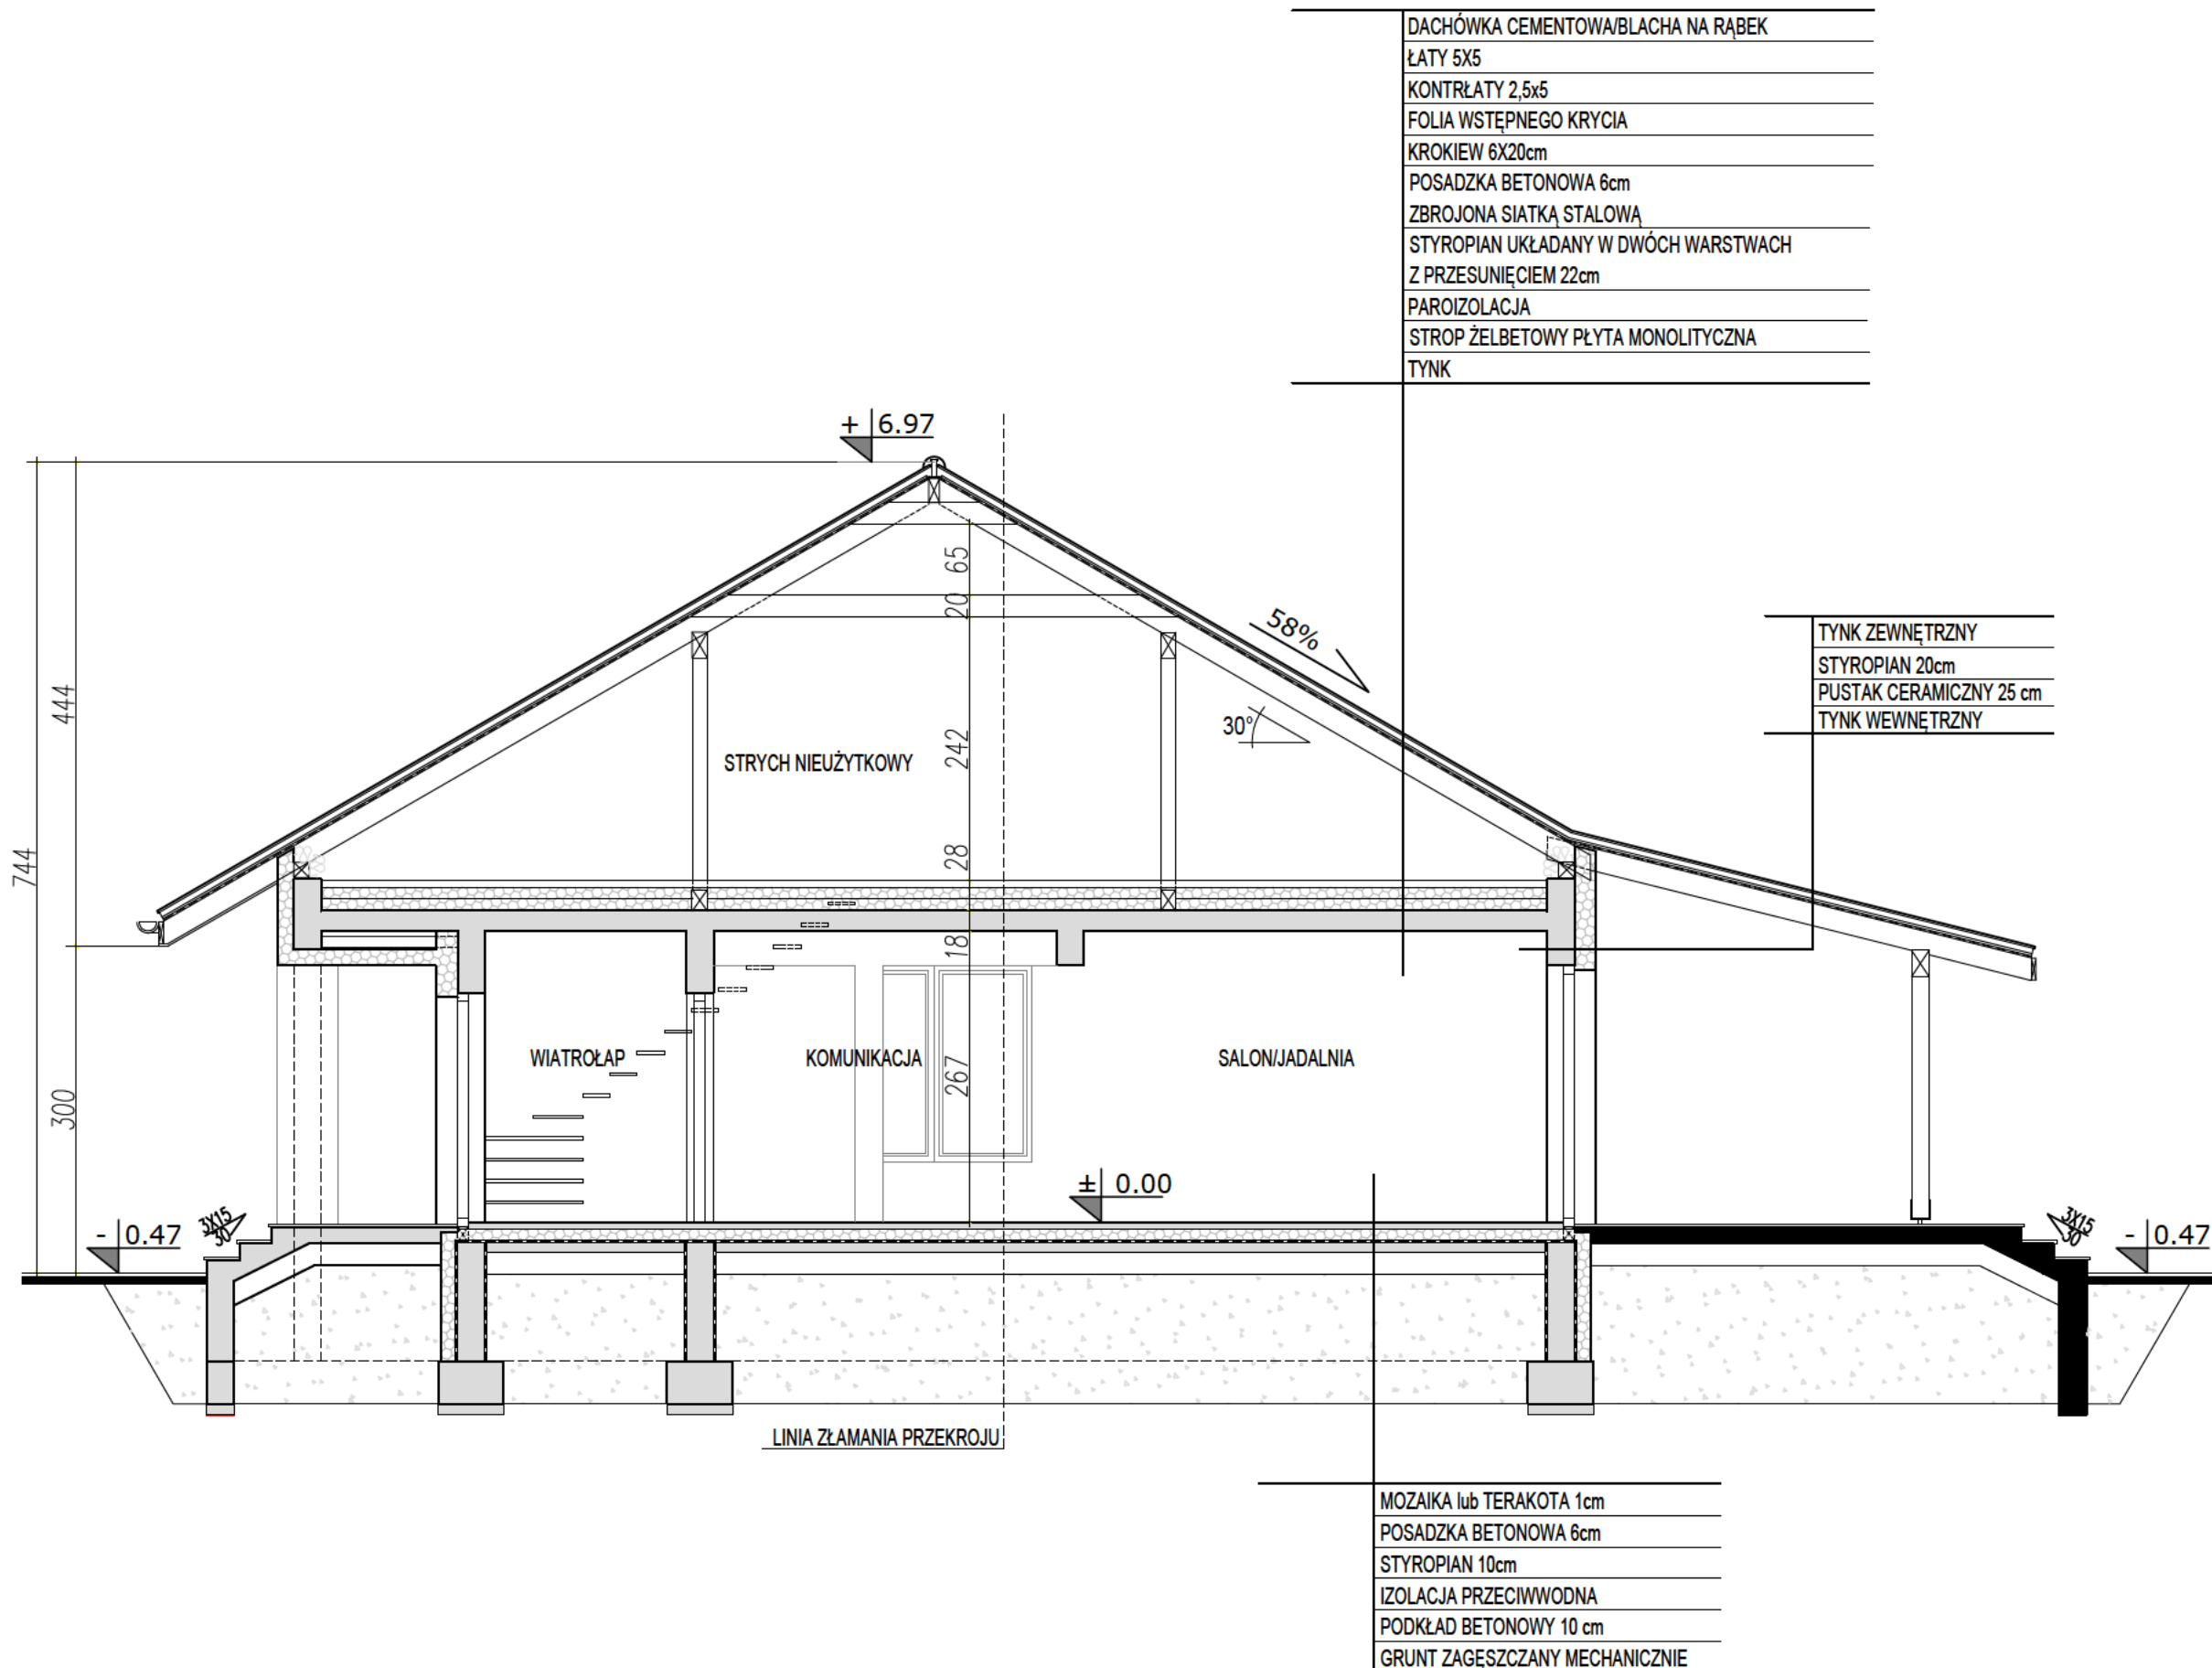 DACHÓWKA CEMENTOWA/BLACHA NA RĄBEK
ŁATY 5X5
KONTRŁATY 2,5x5
FOLIA WSTĘPNEGO KRYCIA
KROKIEW 6X20cm
POSADZKA BETONOWA 6cm
ZBROJONA SIATKĄ STALOWĄ
STYROPIAN UKŁADANY W DWÓCH WARSTWACH
Z PRZESUNIĘCIEM 22cm
PAROIZOLACJA
STROP ŻELBETOWY PŁYTA MONOLITYCZNA
TYNK
+ 6.97
65
20
58%
TYNK ZEWNĘTRZNY
STYROPIAN 20cm
PUSTAK CERAMICZNY 25 cm
TYNK WEWNĘTRZNY
444
30°
242
STRYCH NIEUŻYTKOWY
744
28
18
300
WIATROŁAP
KOMUNIKACJA
267
SALON/JADALNIA
± 0.00
- 0.47
3X15
30
3X15
30
- 0.47
LINIA ZŁAMANIA PRZEKROJU
MOZAIKA lub TERAKOTA 1cm
POSADZKA BETONOWA 6cm
STYROPIAN 10cm
IZOLACJA PRZECIWWODNA
PODKŁAD BETONOWY 10 cm
GRUNT ZAGĘSZCZANY MECHANICZNIE